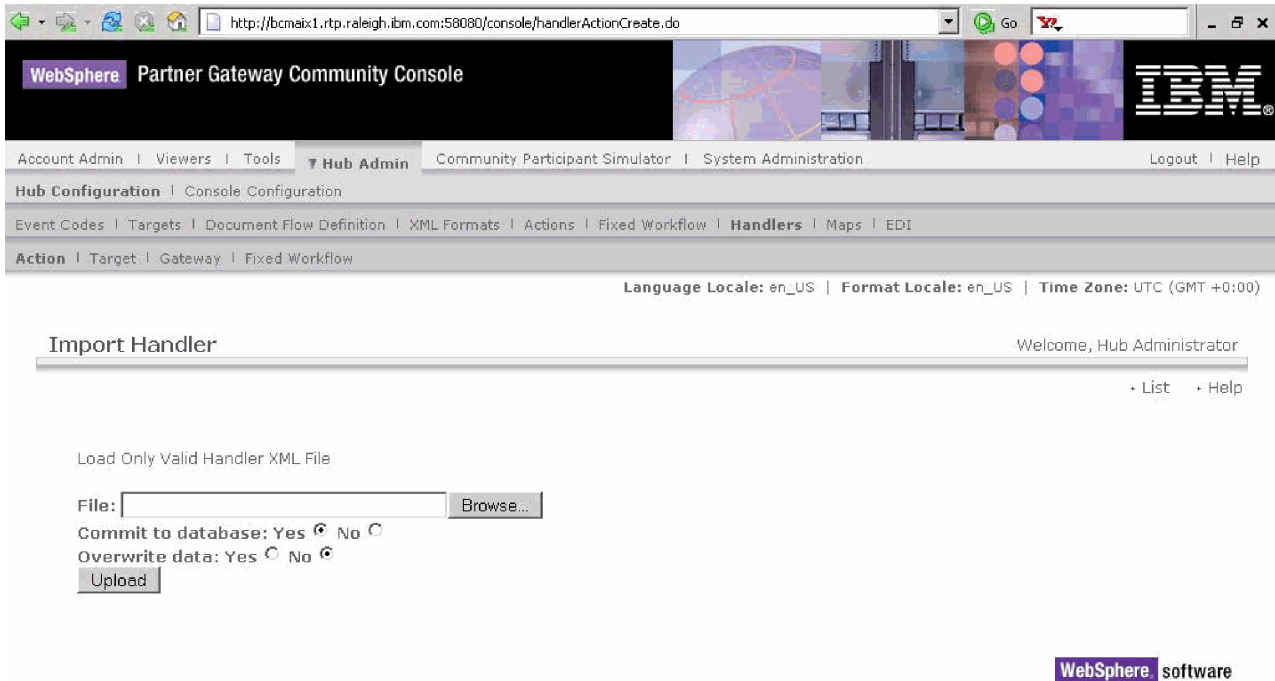 http://bcmaix1.rtp.raleigh.ibm.com:58080/console/handlerActionCreate.do Go
WebSphere. Partner Gateway Community Console IBM®
Account Admin | Viewers | Tools Hub Admin Community Participant Simulator | System Administration Logout | Help
Hub Configuration | Console Configuration
Event Codes | Targets | Document Flow Definition | XML Formats | Actions | Fixed Workflow | Handlers | Maps | EDI
Action | Target | Gateway | Fixed Workflow
Language Locale: en_US | Format Locale: en_US | Time Zone: UTC (GMT +0:00)
Import Handler Welcome, Hub Administrator
List Help
Load Only Valid Handler XML File
File: Browse...
Commit to database: Yes No
Overwrite data: Yes No
Upload
WebSphere. software